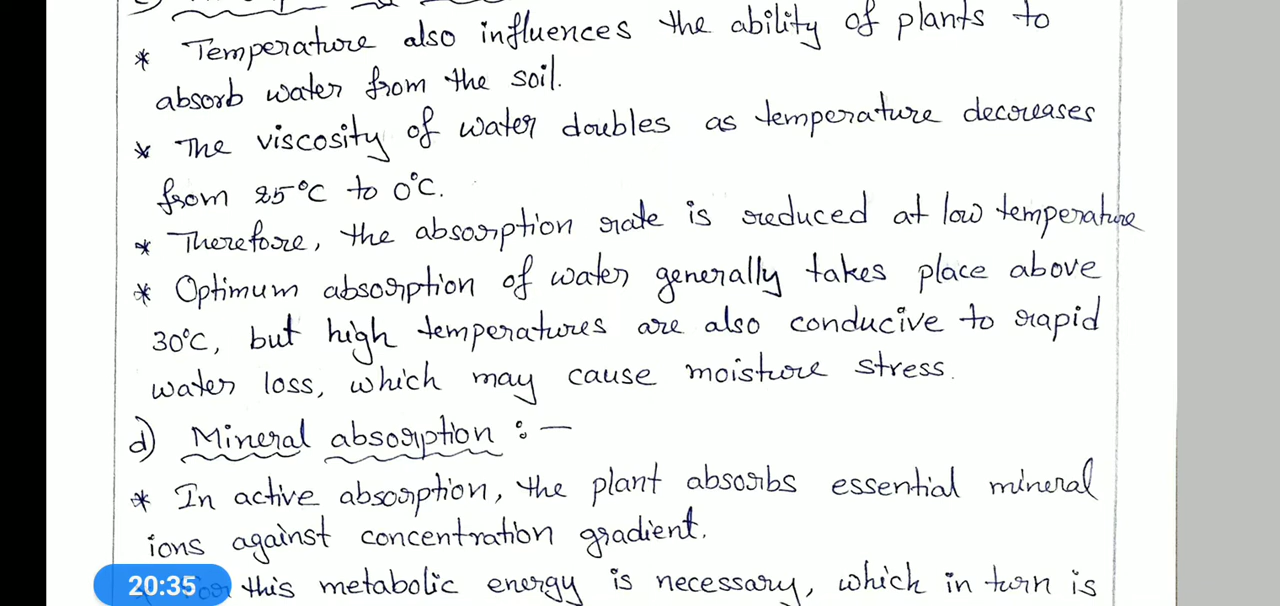 * Temperature also influences the ability of plants to
absorb water from the soil.
* The viscosity of water doubles as temperature decreases
from 25°C to 0°C.
* Therefore, the absorption rate is reduced at low temperature
* Optimum absorption of water generally takes place above
30°C, but high temperatures are also conducive to rapid
water loss, which may cause moisture stress.
d) Mineral absorption :-
* In active absorption, the plant absorbs essential mineral
ions against concentration gradient.
20:35
this metabolic energy is necessary, which in turn is